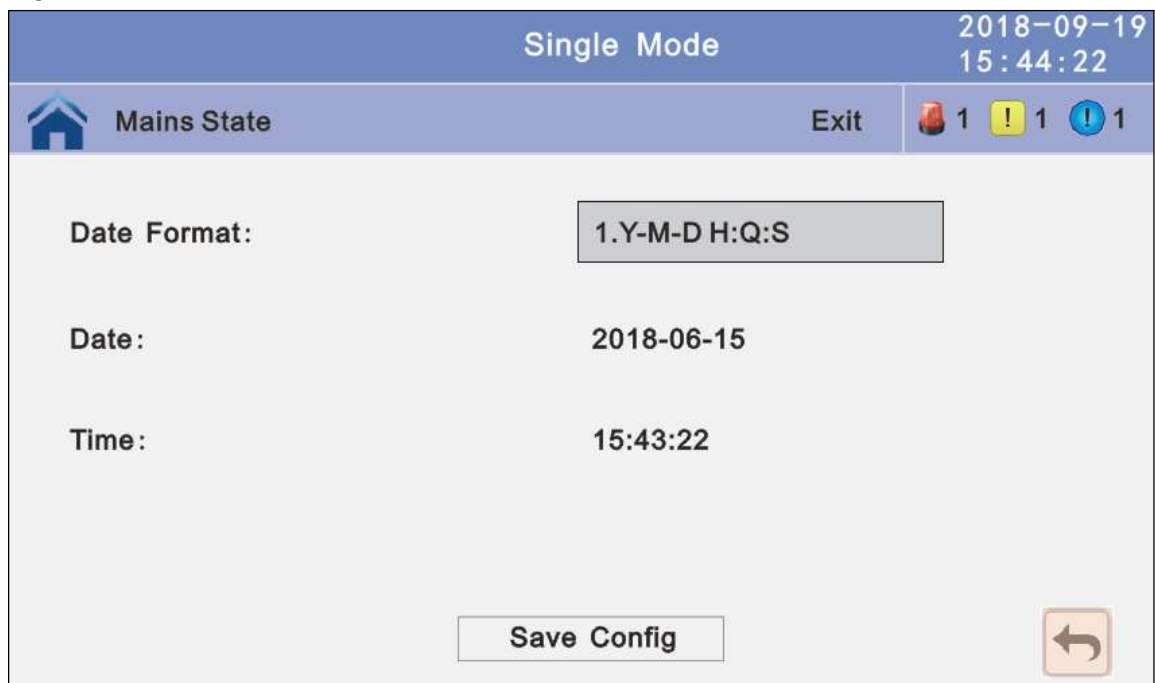 Single Mode
2018-09-19
15:44:22
Mains State
Exit
1
! 1
! 1
Date Format:
1.Y-M-D H:Q:S
Date:
2018-06-15
Time:
15:43:22
Save Config